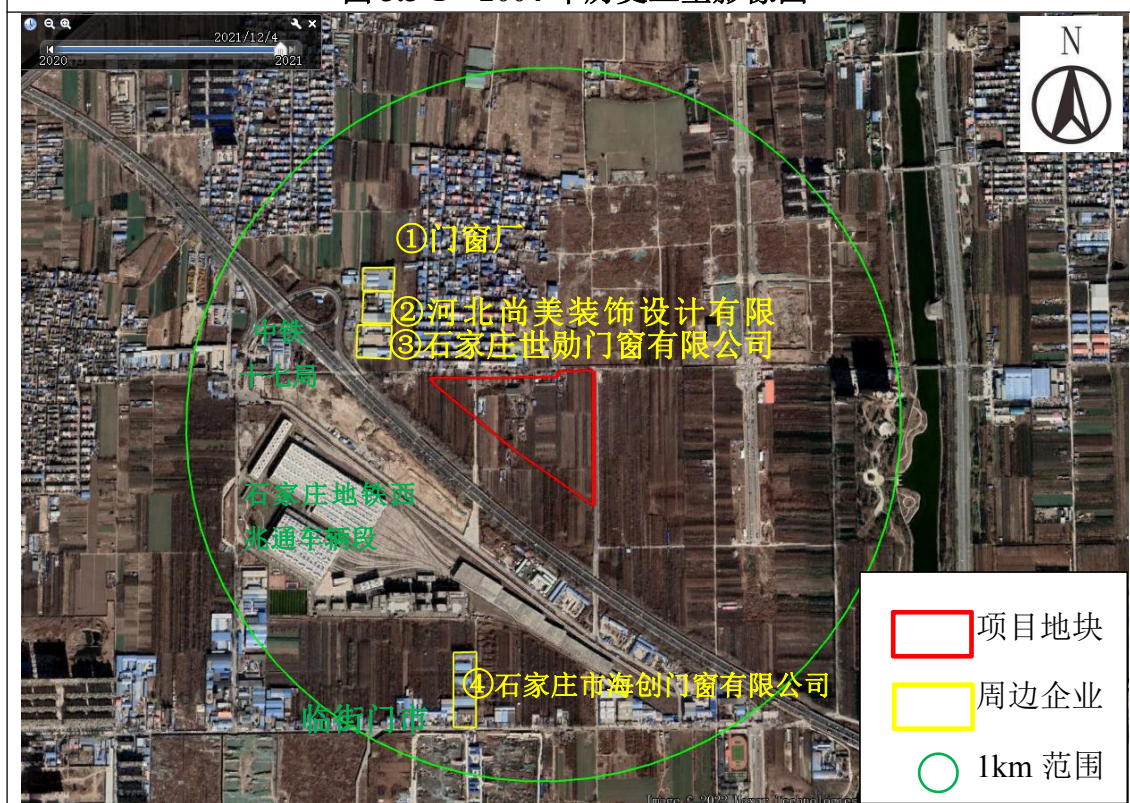 2021/12/4
2020
2021
N
①门窗厂
②河北尚美装饰设计有限
③石家庄世勋门窗有限公司
中铁
十七局
石家庄地铁西
兆通车辆段
④石家庄市海创门窗有限公司
临街门市
项目地块
周边企业
1km 范围
Image © 2022 Maxar Technologies